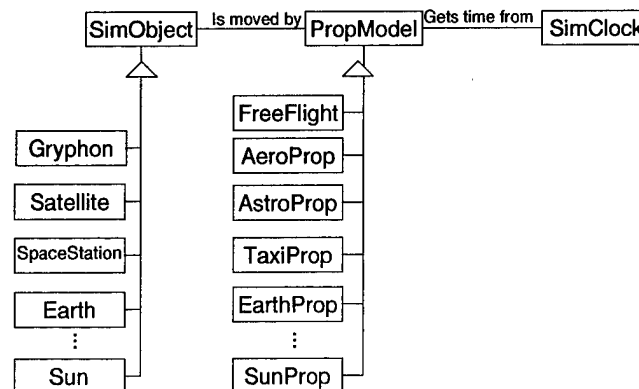 SimObject
Is moved by
PropModel
Gets time from
SimClock
Gryphon
Satellite
SpaceStation
Earth
Sun
FreeFlight
AeroProp
AstroProp
TaxiProp
EarthProp
SunProp